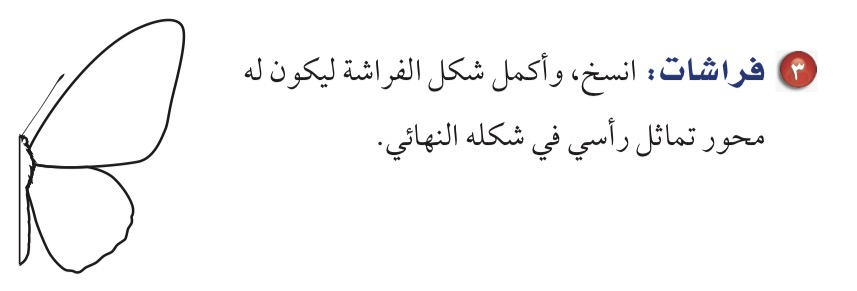 ٣ فراشات: انسخ، وأكمل شكل الفراشة ليكون له
محور تماثل رأسي في شكله النهائي.